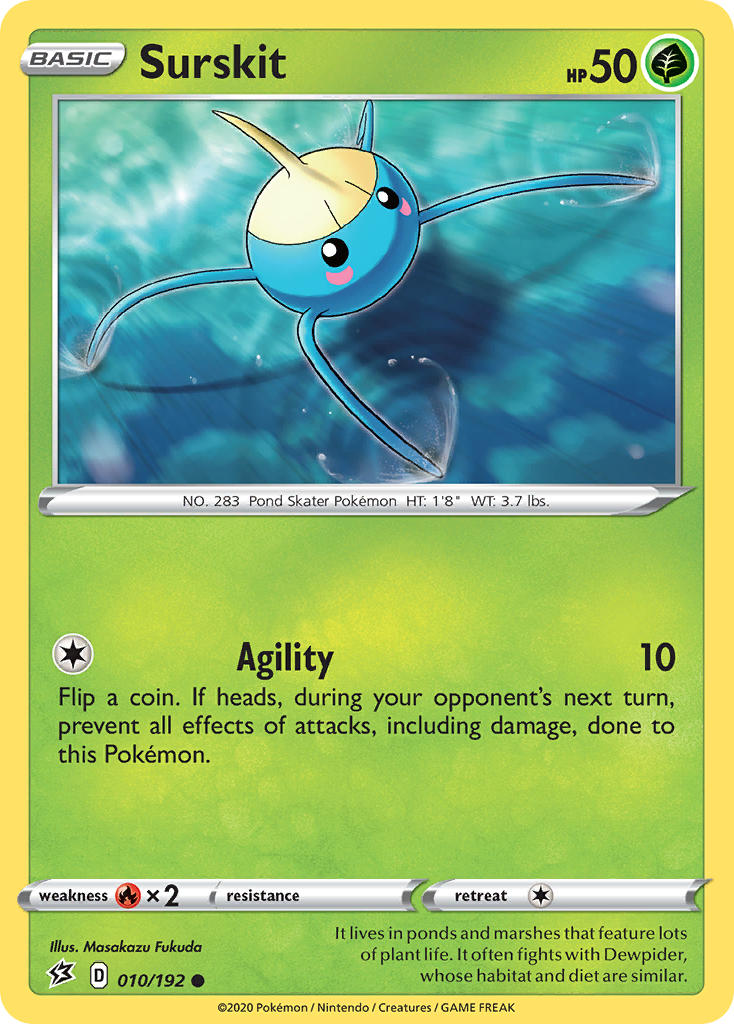 BASIC Surskit HP50
NO. 283 Pond Skater Pokémon HT: 1'8" WT: 3.7 lbs.
Agility 10
Flip a coin. If heads, during your opponent's next turn,
prevent all effects of attacks, including damage, done to
this Pokémon.
weakness ×2 resistance retreat
It lives in ponds and marshes that feature lots
of plant life. It often fights with Dewpider,
whose habitat and diet are similar.
Illus. Masakazu Fukuda
D 010/192
©2020 Pokémon / Nintendo / Creatures / GAME FREAK